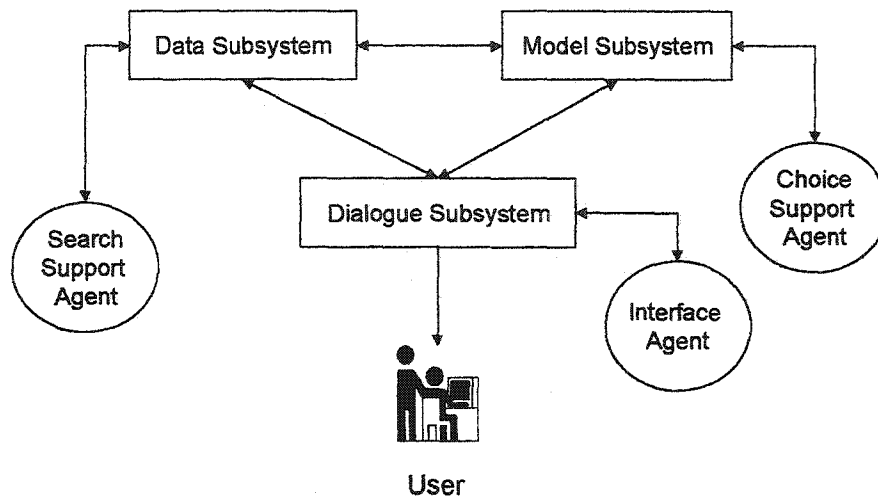 Data Subsystem
Model Subsystem
Dialogue Subsystem
Choice
Support
Agent
Search
Support
Agent
Interface
Agent
User